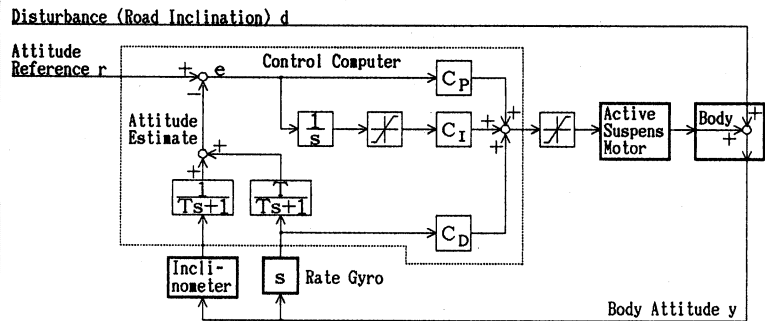 Disturbance (Road Inclination) d
Attitude
Reference r
+
e
Control Computer
−
C_P
Attitude
Estimate
1
s
C_I
+
+
+
Active
Suspens
Motor
Body
+
+
+
+
1
Ts+1
T
Ts+1
C_D
Incli-
nometer
s
Rate Gyro
Body Attitude y